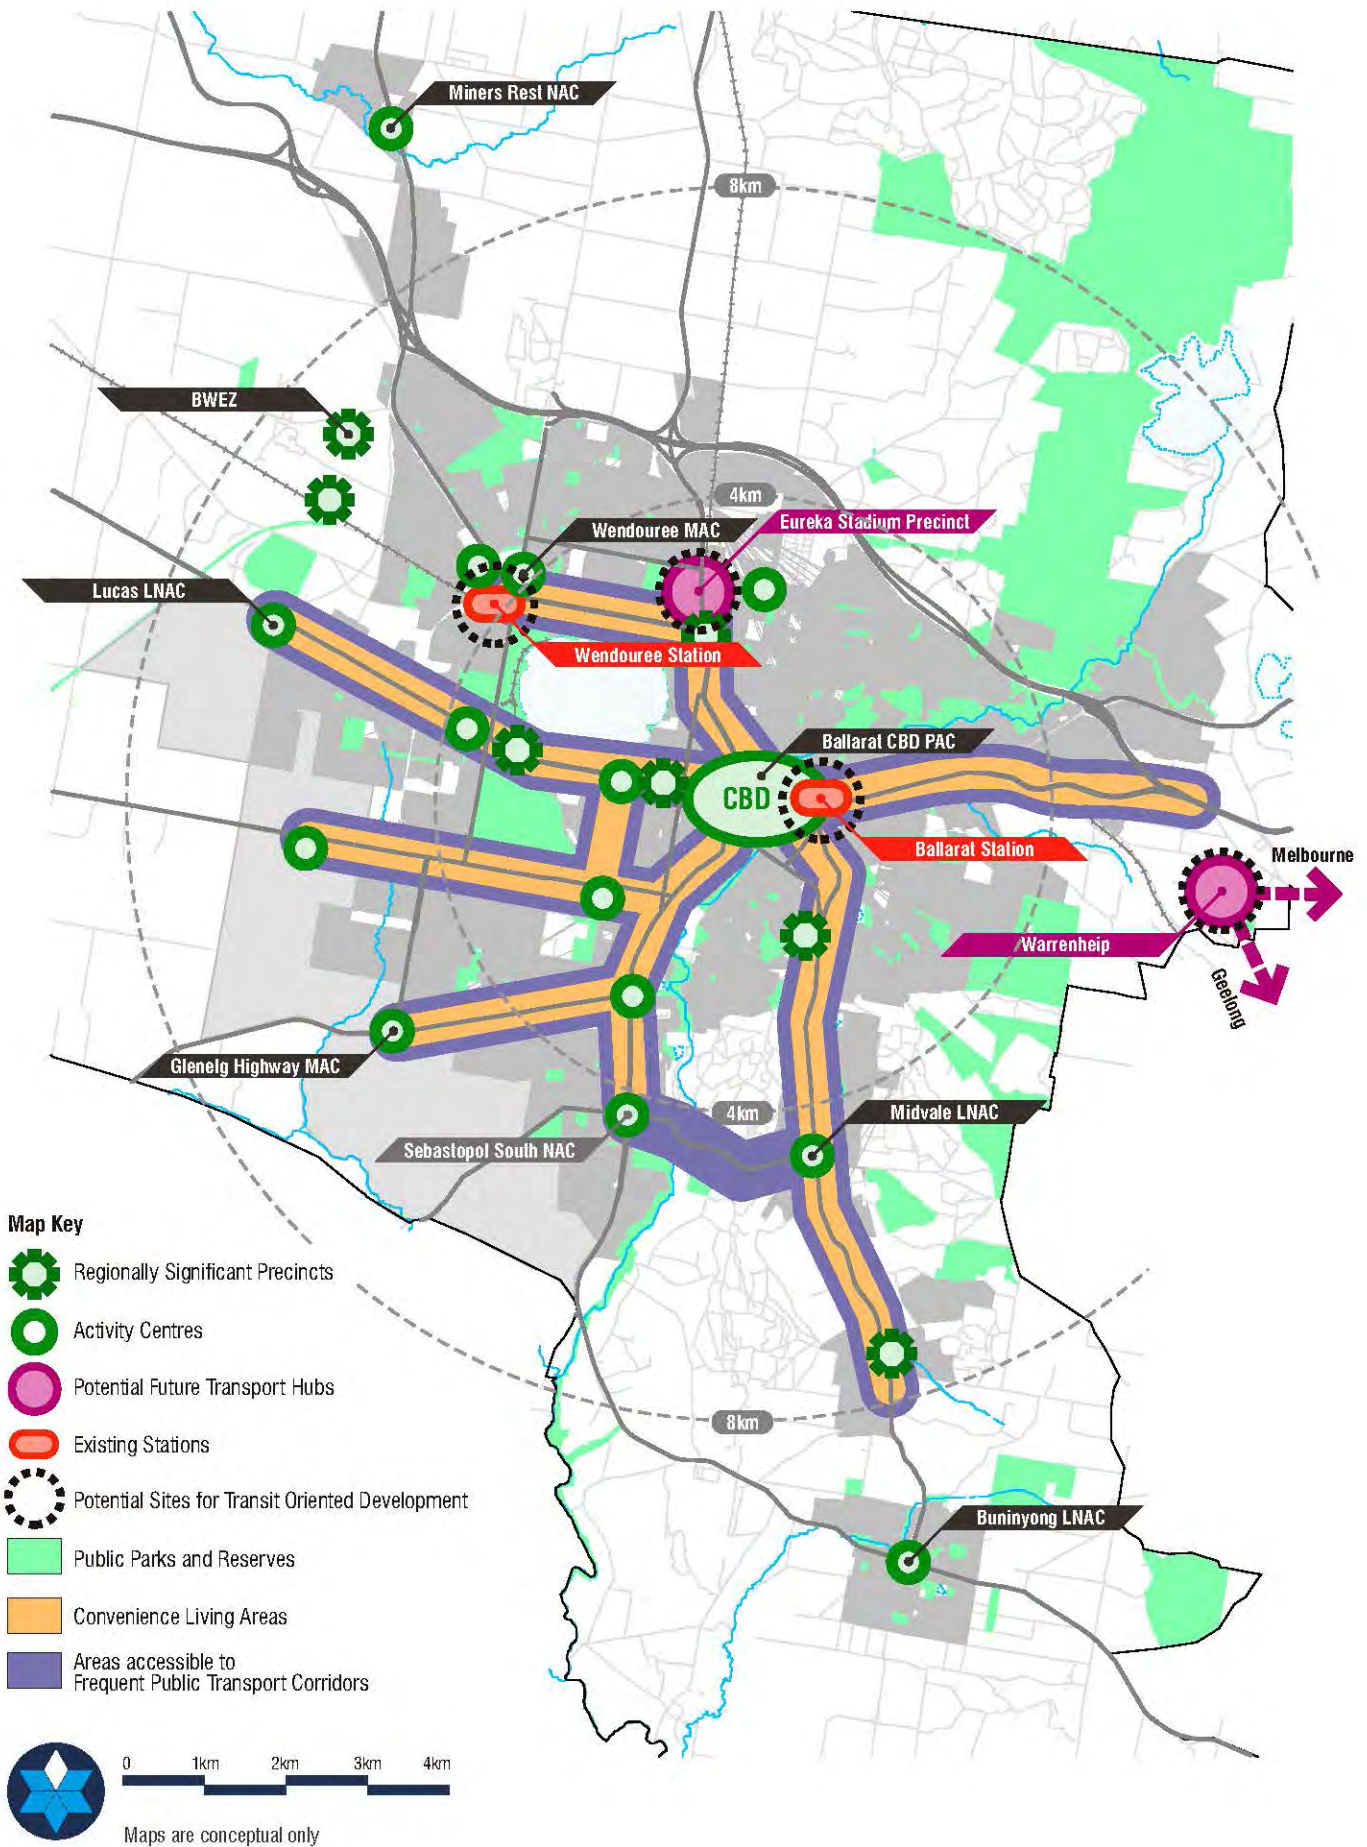 Miners Rest NAC
8km
BWEZ
4km
Eureka Stadium Precinct
Wendouree MAC
Lucas LNAC
Wendouree Station
Ballarat CBD PAC
CBD
Ballarat Station
Melbourne
Warrenheip
Geelong
Glenelg Highway MAC
4km
Midvale LNAC
Sebastopol South NAC
8km
Buninyong LNAC
Map Key
Regionally Significant Precincts
Activity Centres
Potential Future Transport Hubs
Existing Stations
Potential Sites for Transit Oriented Development
Public Parks and Reserves
Convenience Living Areas
Areas accessible to
Frequent Public Transport Corridors
0 1km 2km 3km 4km
Maps are conceptual only